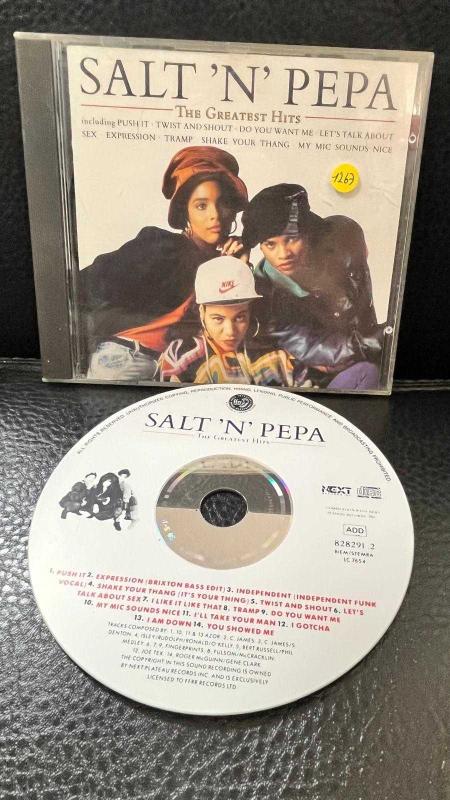 SALT 'N' PEPA
THE GREATEST HITS
including PUSH IT · TWIST AND SHOUT · DO YOU WANT ME · LET'S TALK ABOUT
SEX · EXPRESSION · TRAMP · SHAKE YOUR THANG · MY MIC SOUNDS NICE
1267
NIKE
ALL RIGHTS RESERVED. UNAUTHORIZED COPYING, REPRODUCTION, HIRING, LENDING, PUBLIC PERFORMANCE AND BROADCASTING PROHIBITED.
SALT 'N' PEPA
THE GREATEST HITS
NEXT
ADD
828291 2
BIEM/STEMRA
LC 7654
1. PUSH IT 2. EXPRESSION (BRIXTON BASS EDIT) 3. INDEPENDENT (INDEPENDENT FUNK
VOCAL) 4. SHAKE YOUR THANG (IT'S YOUR THING) 5. TWIST AND SHOUT 6. LET'S
TALK ABOUT SEX 7. I LIKE IT LIKE THAT 8. TRAMP 9. DO YOU WANT ME
10. MY MIC SOUNDS NICE 11. I'LL TAKE YOUR MAN 12. I GOTCHA
13. I AM DOWN 14. YOU SHOWED ME
TRACKS COMPOSED BY: 1, 10, 11 & 13 AZOR. 2, C. JAMES. 3, C. JAMES/S.
DENTON. 4, ISLEY/RUDOLPH/RONALD/O'KELLY. 5, BERT RUSSELL/PHIL
MEDLEY. 6, 7, 9, FINGERPRINTS. 8, FULSOM/McCRACKLIN.
12, JOE TEX. 14, ROGER McGUINN/GENE CLARK.
THE COPYRIGHT IN THIS SOUND RECORDING IS OWNED
BY NEXT PLATEAU RECORDS INC. AND IS EXCLUSIVELY
LICENSED TO FFRR RECORDS LTD.